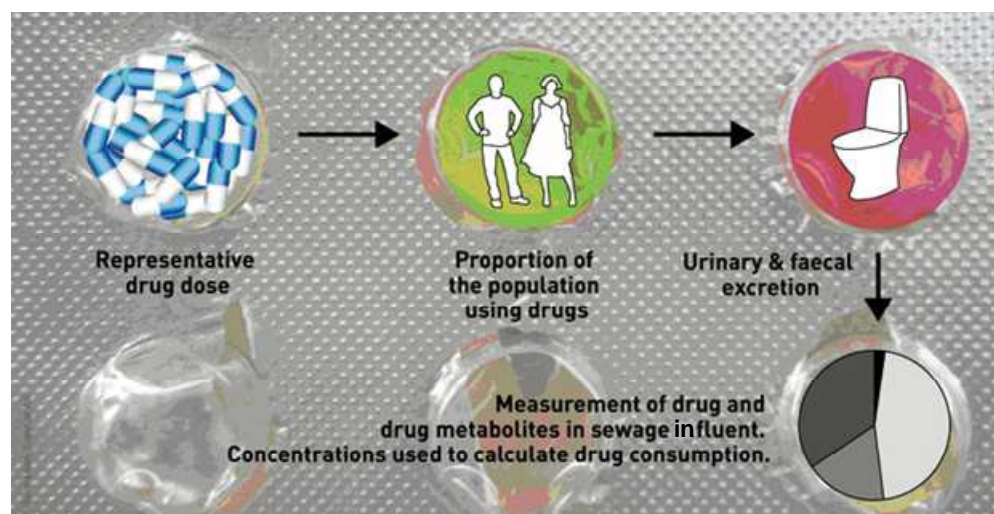 Representative
drug dose
Proportion of
the population
using drugs
Urinary & faecal
excretion
Measurement of drug and
drug metabolites in sewage influent.
Concentrations used to calculate drug consumption.